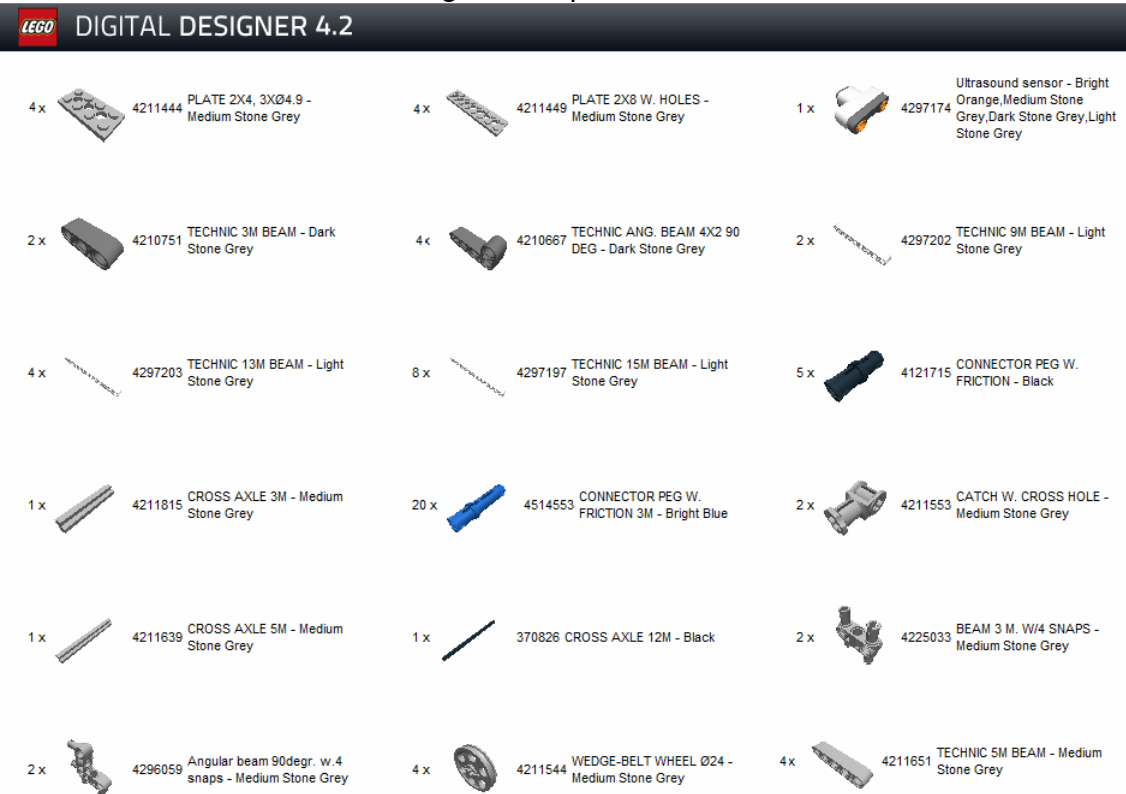 LEGO DIGITAL DESIGNER 4.2
4 x 4211444 PLATE 2X4, 3XØ4.9 -
Medium Stone Grey
4 x 4211449 PLATE 2X8 W. HOLES -
Medium Stone Grey
1 x 4297174 Ultrasound sensor - Bright
Orange,Medium Stone
Grey,Dark Stone Grey,Light
Stone Grey
2 x 4210751 TECHNIC 3M BEAM - Dark
Stone Grey
4x 4210667 TECHNIC ANG. BEAM 4X2 90
DEG - Dark Stone Grey
2 x 4297202 TECHNIC 9M BEAM - Light
Stone Grey
4 x 4297203 TECHNIC 13M BEAM - Light
Stone Grey
8 x 4297197 TECHNIC 15M BEAM - Light
Stone Grey
5 x 4121715 CONNECTOR PEG W.
FRICTION - Black
1 x 4211815 CROSS AXLE 3M - Medium
Stone Grey
20 x 4514553 CONNECTOR PEG W.
FRICTION 3M - Bright Blue
2 x 4211553 CATCH W. CROSS HOLE -
Medium Stone Grey
1 x 4211639 CROSS AXLE 5M - Medium
Stone Grey
1 x 370826 CROSS AXLE 12M - Black
2 x 4225033 BEAM 3 M. W/4 SNAPS -
Medium Stone Grey
2 x 4296059 Angular beam 90degr. w.4
snaps - Medium Stone Grey
4 x 4211544 WEDGE-BELT WHEEL Ø24 -
Medium Stone Grey
4 x 4211651 TECHNIC 5M BEAM - Medium
Stone Grey